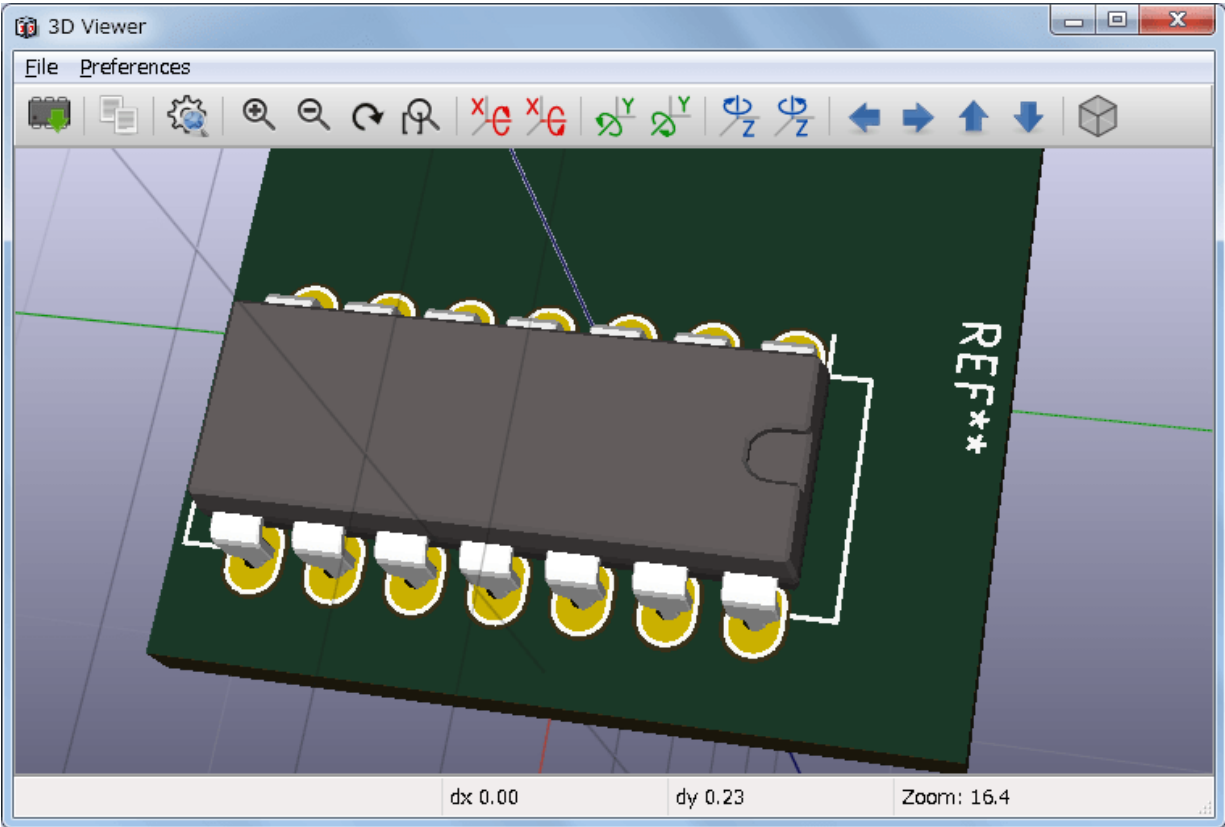 3D Viewer
File Preferences
X X Y Y Z Z
REF**
dx 0.00 dy 0.23 Zoom: 16.4